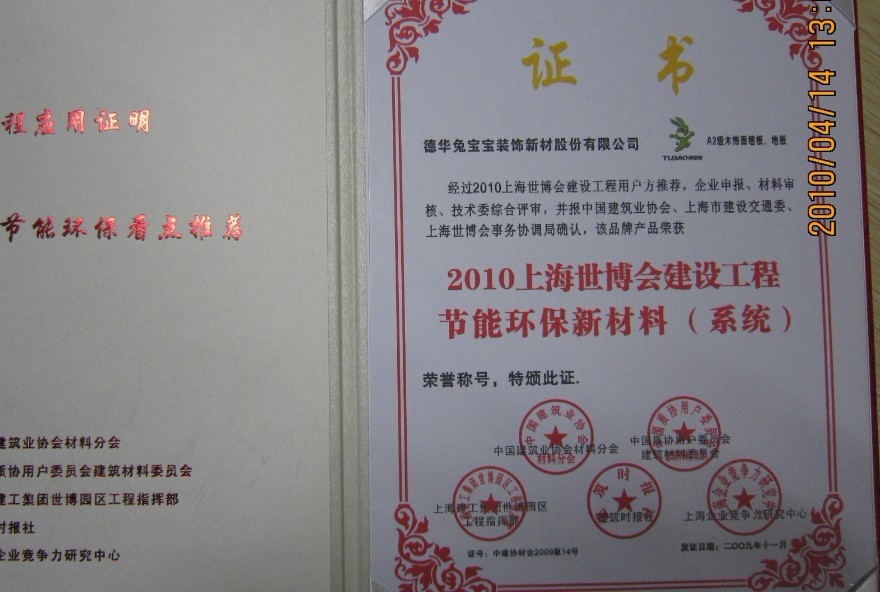 程应用证明
节能环保看点推荐
建筑业协会材料分会
质协用户委员会建筑材料委员会
建工集团世博园区工程指挥部
时报社
企业竞争力研究中心
证 书
德华兔宝宝装饰新材股份有限公司
TUBAO
A2级木饰面墙板、地板
经过2010上海世博会建设工程用户方推荐，企业申报、材料审
核、技术委综合评审，并报中国建筑业协会、上海市建设交通委、
上海世博会事务协调局确认，该品牌产品荣获
2010上海世博会建设工程
节能环保新材料（系统）
荣誉称号，特颁此证.
中国建筑业协会
材料分会
中国建筑业协会材料分会
中国质协用户委员会
建筑材料委员会
上海建工集团世博园区
工程指挥部
建筑时报社
上海企业竞争力研究中心
证号：中建协材会2009第14号
发证日期：二〇〇九年十一月
2010/04/14 13: